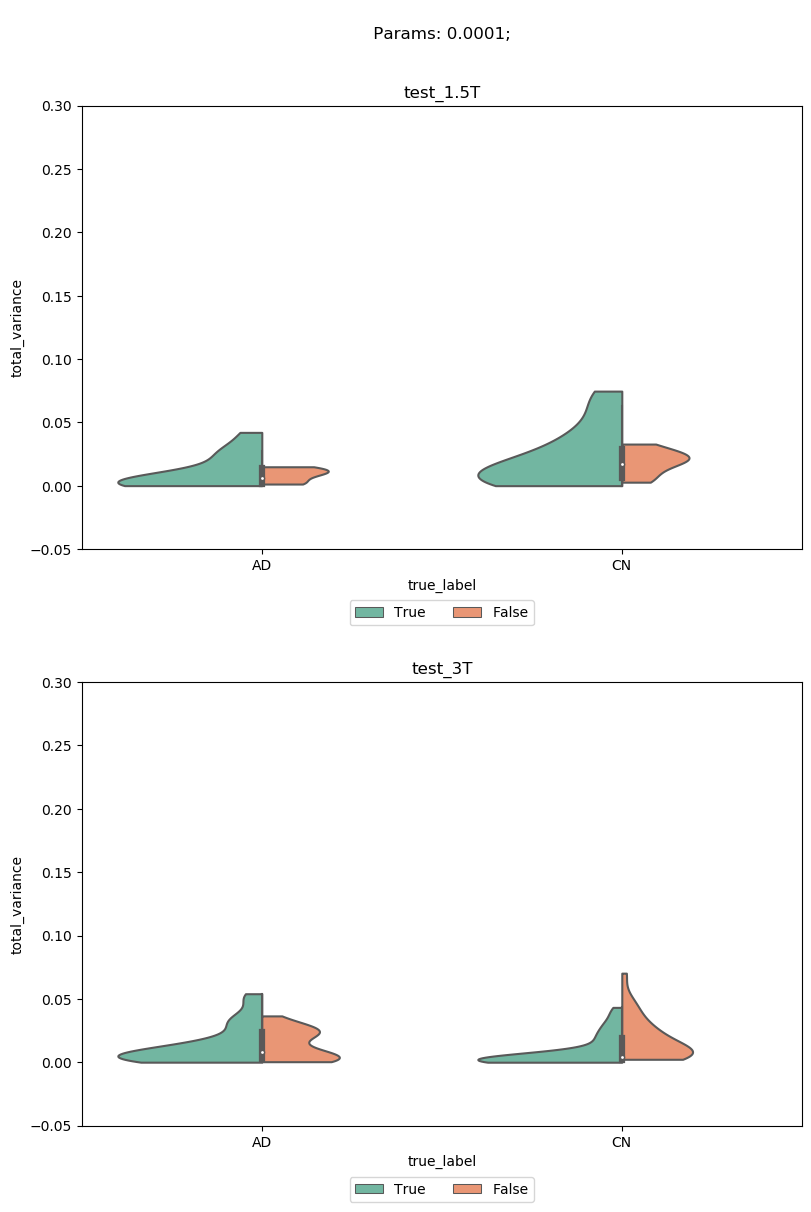 Params: 0.0001;
test_1.5T
0.30
0.25
0.20
0.15
0.10
0.05
0.00
−0.05
total_variance
AD CN
true_label
True False
test_3T
0.30
0.25
0.20
0.15
0.10
0.05
0.00
−0.05
total_variance
AD CN
true_label
True False